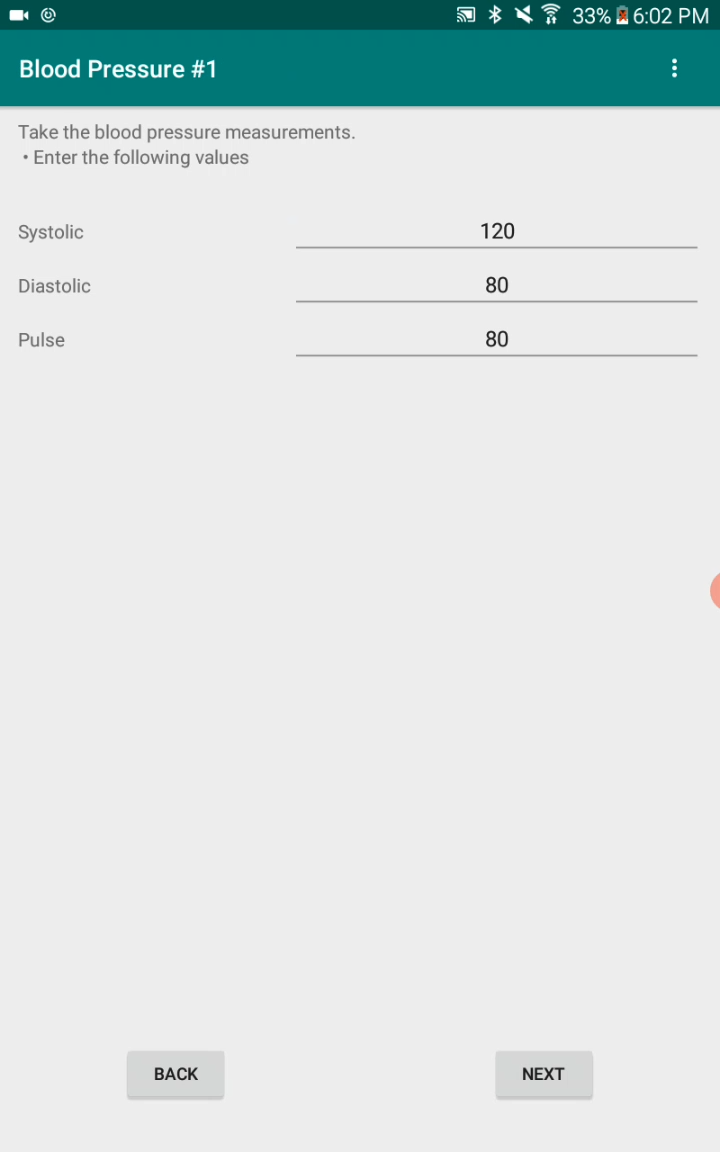 33% 6:02 PM
Blood Pressure #1
Take the blood pressure measurements.
• Enter the following values
Systolic 120
Diastolic 80
Pulse 80
BACK NEXT